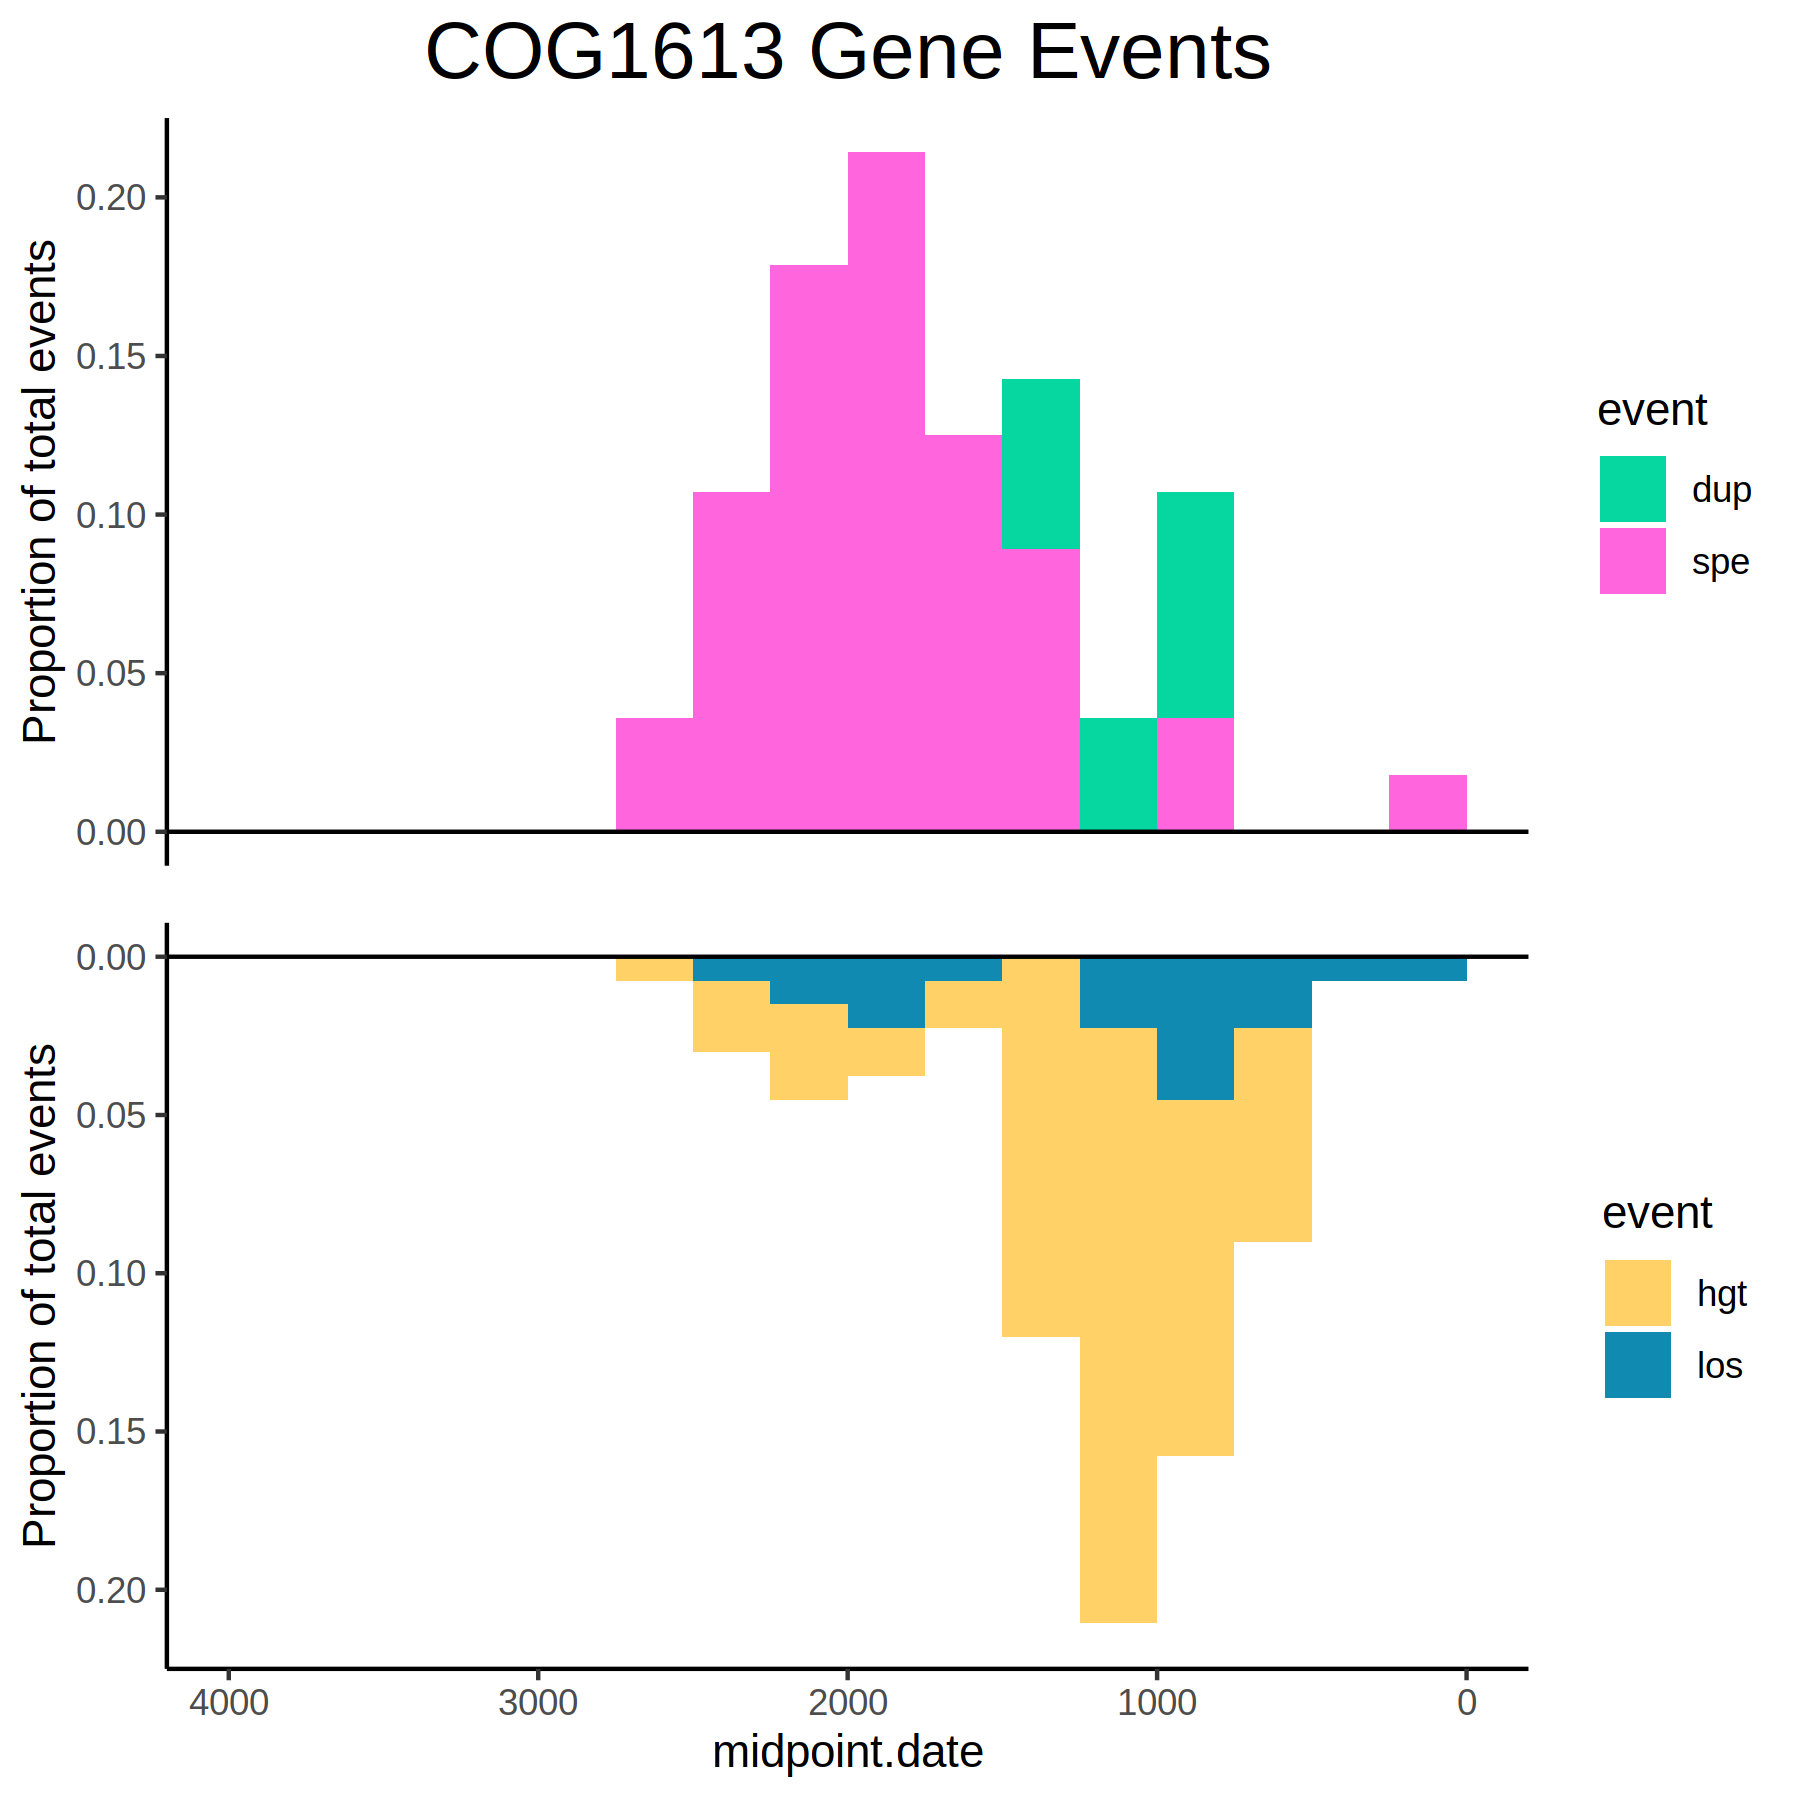 COG1613 Gene Events
Proportion of total events
0.20
0.15
0.10
0.05
0.00
event
dup
spe
Proportion of total events
0.00
0.05
0.10
0.15
0.20
event
hgt
los
4000 3000 2000 1000 0
midpoint.date